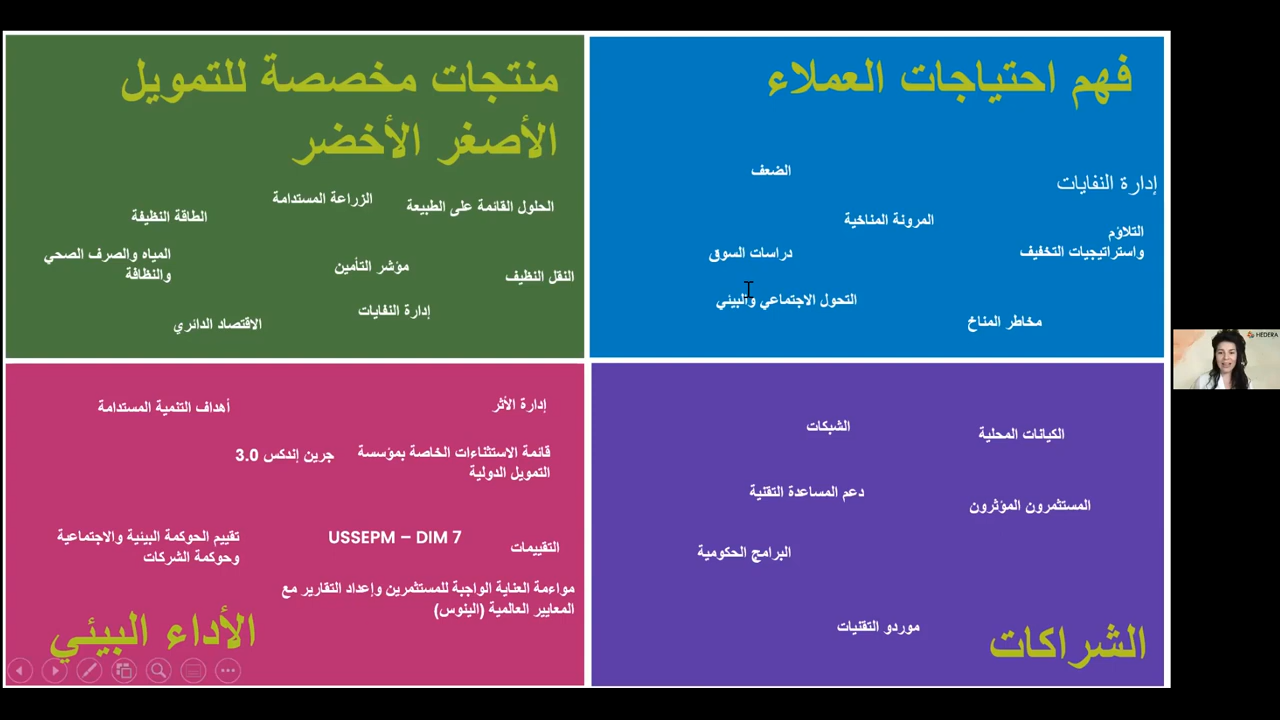 فهم احتياجات العملاء
الضعف
إدارة النفايات
المرونة المناخية
التلاؤم
واستراتيجيات التخفيف
دراسات السوق
التحول الاجتماعي والبيني
مخاطر المناخ
منتجات مخصصة للتمويل
الأصغر الأخضر
الزراعة المستدامة
الحلول القائمة على الطبيعة
الطاقة النظيفة
المياه والصرف الصحي
والنظافة
مؤشر التأمين
النقل النظيف
إدارة النفايات
الاقتصاد الدائري
الشبكات
الكيانات المحلية
دعم المساعدة التقنية
المستثمرون المؤثرون
البرامج الحكومية
موردو التقنيات
الشراكات
إدارة الأثر
أهداف التنمية المستدامة
قائمة الاستثناءات الخاصة بمؤسسة
التمويل الدولية
جرين إندكس 3.0
تقييم الحوكمة البينية والاجتماعية
وحوكمة الشركات
USSEPM – DIM 7
التقييمات
مواءمة العناية الواجبة للمستثمرين وإعداد التقارير مع
المعايير العالمية (الينوس)
الأداء البيئي
HEDERA